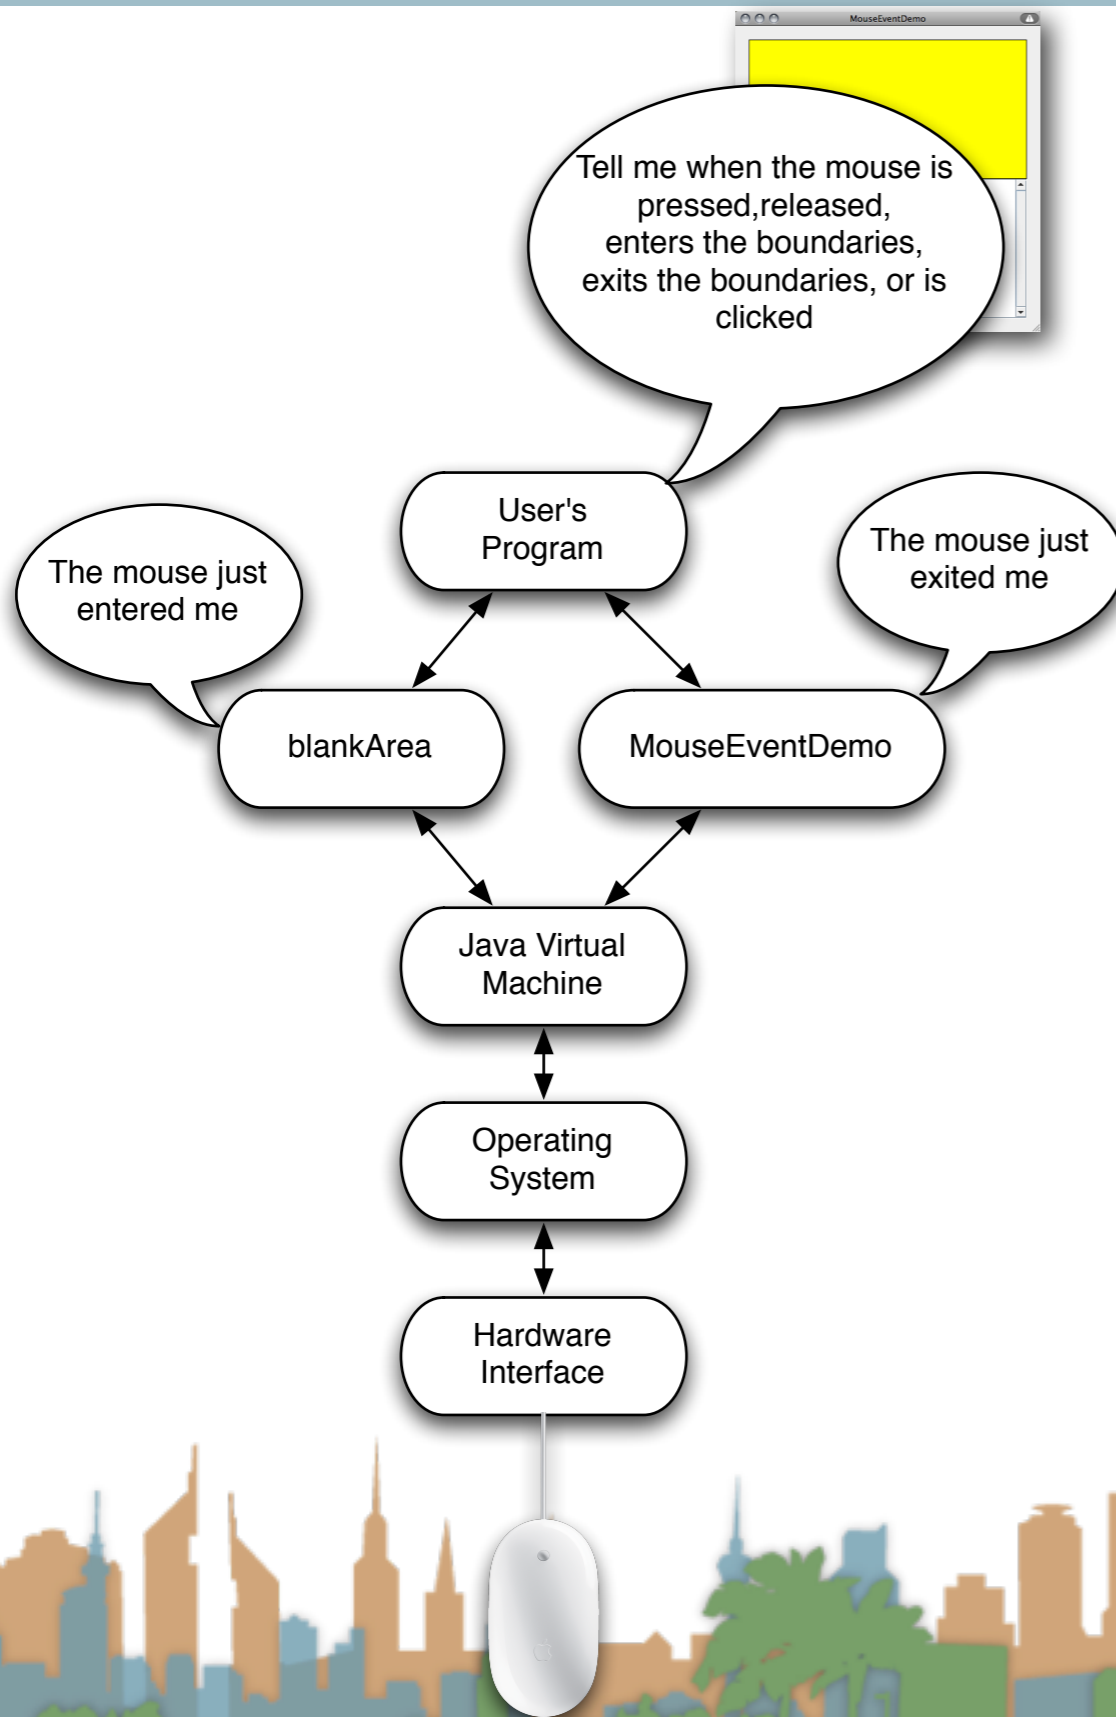 MouseEventDemo
Tell me when the mouse is
pressed,released,
enters the boundaries,
exits the boundaries, or is
clicked
User's
Program
The mouse just
entered me
The mouse just
exited me
blankArea
MouseEventDemo
Java Virtual
Machine
Operating
System
Hardware
Interface